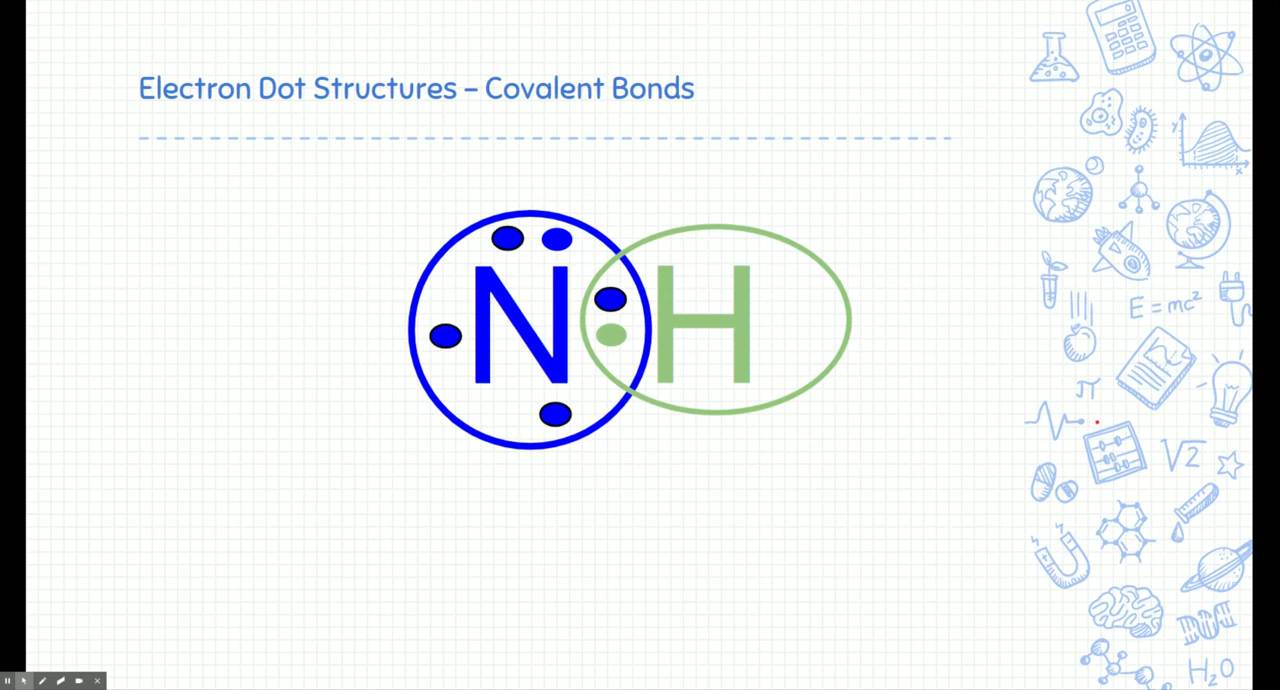 Electron Dot Structures – Covalent Bonds
N H
y
x
E = mc²
π
√2
H₂O